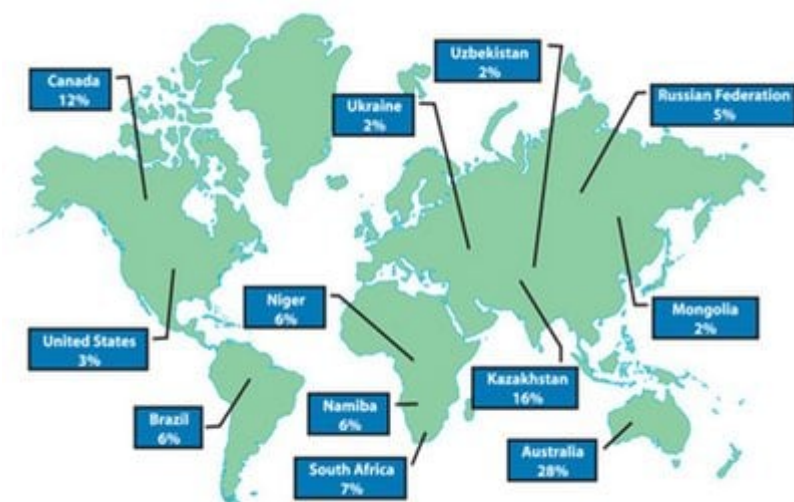 Canada
12%
Uzbekistan
2%
Ukraine
2%
Russian Federation
5%
Niger
6%
Mongolia
2%
United States
3%
Kazakhstan
16%
Brazil
6%
Namiba
6%
South Africa
7%
Australia
28%